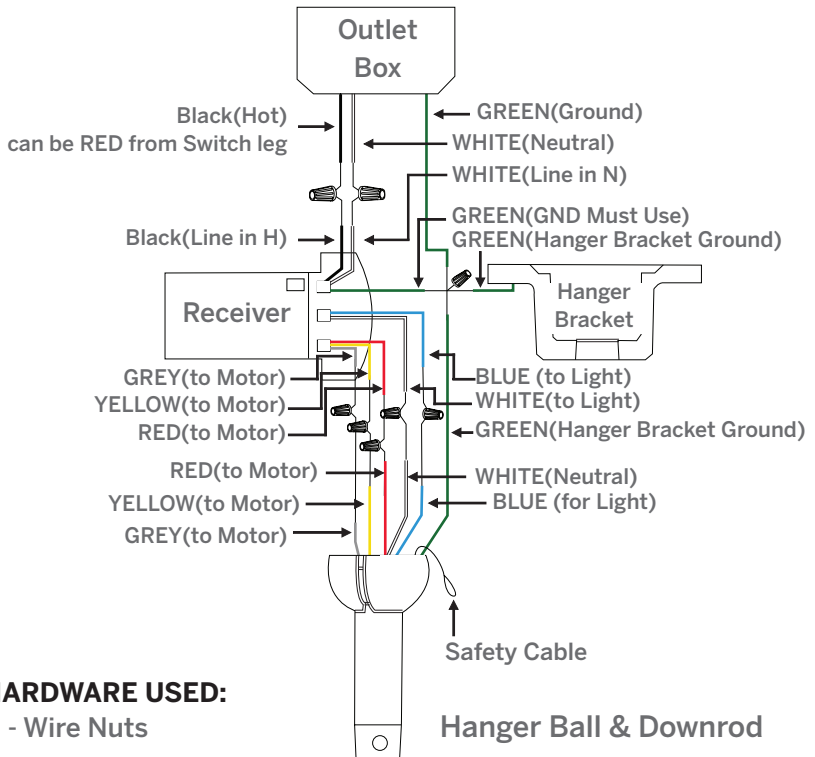 Outlet
Box
Black(Hot)
can be RED from Switch leg
GREEN(Ground)
WHITE(Neutral)
WHITE(Line in N)
Black(Line in H)
GREEN(GND Must Use)
GREEN(Hanger Bracket Ground)
Receiver
Hanger
Bracket
GREY(to Motor)
YELLOW(to Motor)
RED(to Motor)
BLUE (to Light)
WHITE(to Light)
GREEN(Hanger Bracket Ground)
RED(to Motor)
YELLOW(to Motor)
GREY(to Motor)
WHITE(Neutral)
BLUE (for Light)
Safety Cable
HARDWARE USED:
- Wire Nuts
Hanger Ball & Downrod